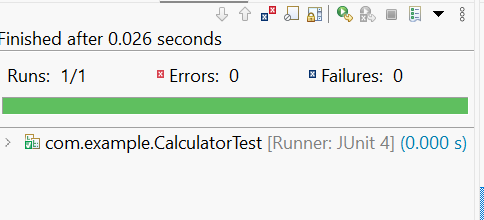 Finished after 0.026 seconds
Runs: 1/1 Errors: 0 Failures: 0
com.example.CalculatorTest [Runner: JUnit 4] (0.000 s)